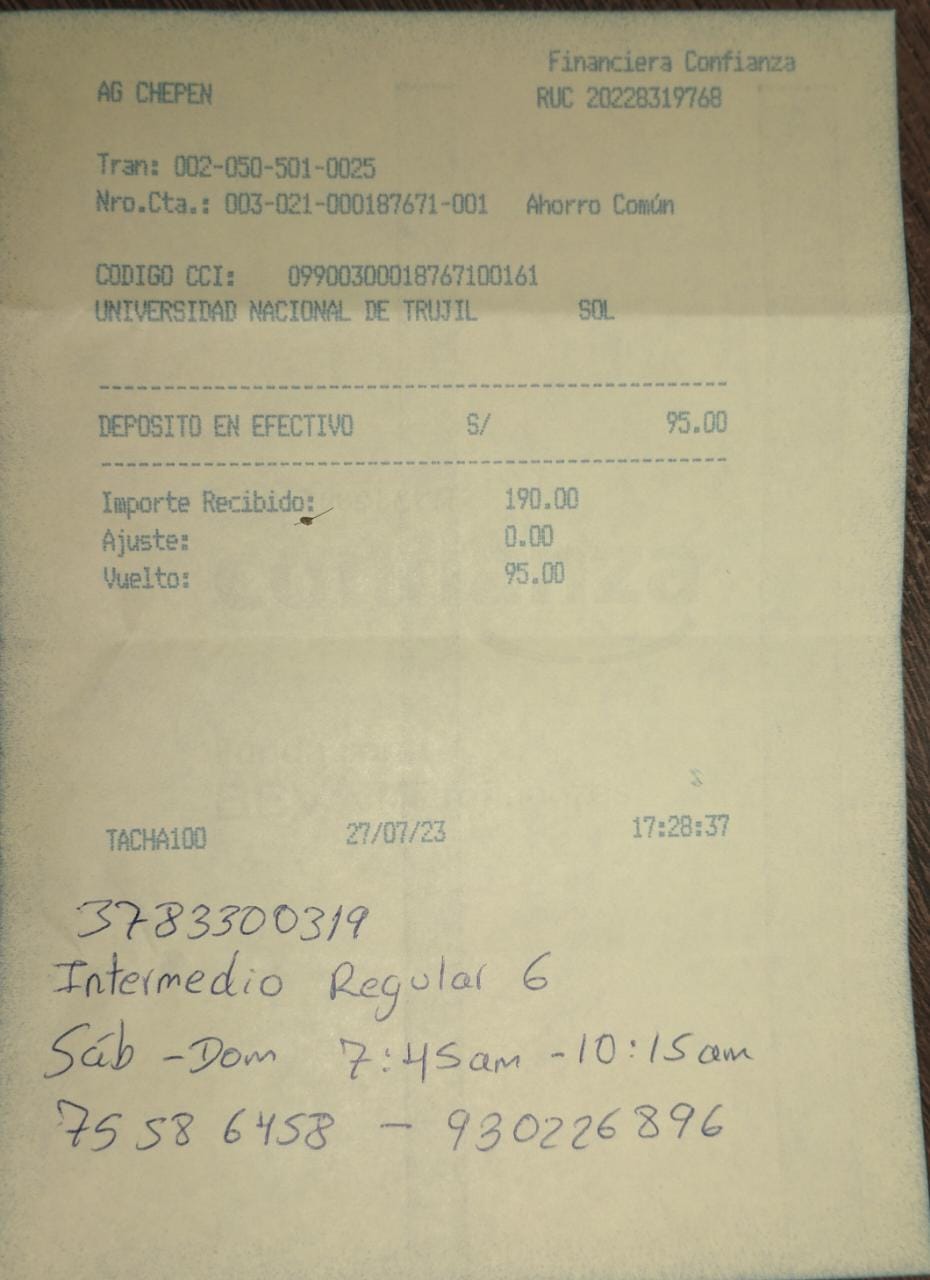 Financiera Confianza
AG CHEPEN RUC 20228319768
Tran: 002-050-501-0025
Nro.Cta.: 003-021-000187671-001 Ahorro Común
CODIGO CCI: 09900300018767100161
UNIVERSIDAD NACIONAL DE TRUJIL SOL
DEPOSITO EN EFECTIVO S/ 95.00
Importe Recibido: 190.00
Ajuste: 0.00
Vuelto: 95.00
TACHA100 27/07/23 17:28:37
3783300319
Intermedio Regular 6
Sáb - Dom 7:45am - 10:15am
75586458 - 930226896